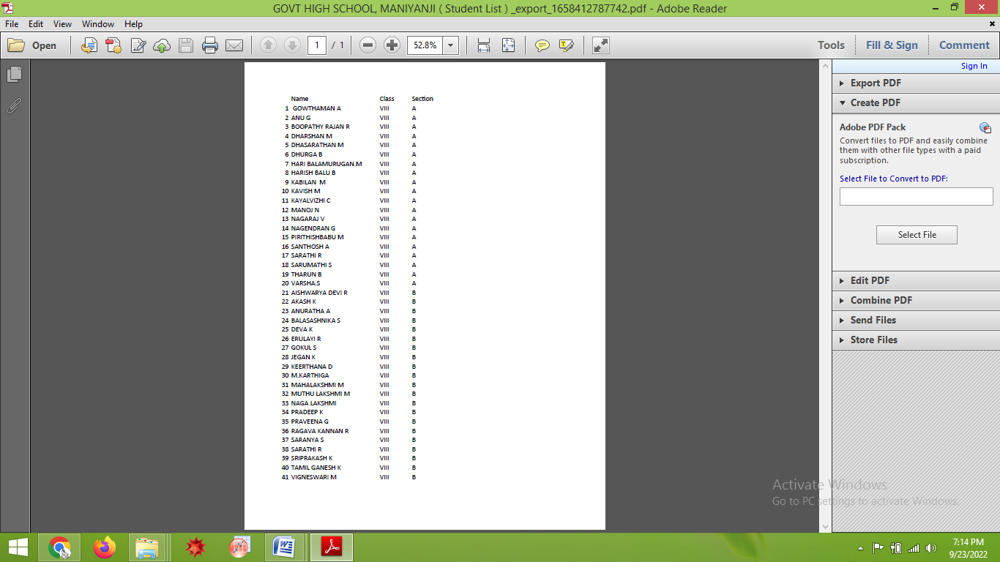 GOVT HIGH SCHOOL, MANIYANJI ( Student List ) _export_1658412787742.pdf - Adobe Reader
File Edit View Window Help
Open 1 / 1 52.8% Tools Fill & Sign Comment
Sign In
Export PDF
Create PDF
Adobe PDF Pack
Convert files to PDF and easily combine
them with other file types with a paid
subscription.
Select File to Convert to PDF:
Select File
Edit PDF
Combine PDF
Send Files
Store Files
Name Class Section
1 GOWTHAMAN A VIII A
2 ANU G VIII A
3 BOOPATHY RAJAN R VIII A
4 DHARSHAN M VIII A
5 DHASARATHAN M VIII A
6 DHURGA B VIII A
7 HARI BALAMURUGAN.M VIII A
8 HARISH BALU B VIII A
9 KABILAN M VIII A
10 KAVISH M VIII A
11 KAYALVIZHI C VIII A
12 MANOJ N VIII A
13 NAGARAJ V VIII A
14 NAGENDRAN G VIII A
15 PIRITHISHBABU M VIII A
16 SANTHOSH A VIII A
17 SARATHI R VIII A
18 SARUMATHI S VIII A
19 THARUN B VIII A
20 VARSHA.S VIII A
21 AISHWARYA DEVI R VIII B
22 AKASH K VIII B
23 ANURATHA A VIII B
24 BALASASHNIKA S VIII B
25 DEVA K VIII B
26 ERULAYI R VIII B
27 GOKUL S VIII B
28 JEGAN K VIII B
29 KEERTHANA D VIII B
30 M.KARTHIGA VIII B
31 MAHALAKSHMI M VIII B
32 MUTHU LAKSHMI M VIII B
33 NAGA LAKSHMI VIII B
34 PRADEEP K VIII B
35 PRAVEENA G VIII B
36 RAGAVA KANNAN R VIII B
37 SARANYA S VIII B
38 SARATHI R VIII B
39 SRIPRAKASH K VIII B
40 TAMIL GANESH K VIII B
41 VIGNESWARI M VIII B
Activate Windows
Go to PC settings to activate Windows.
7:14 PM
9/23/2022